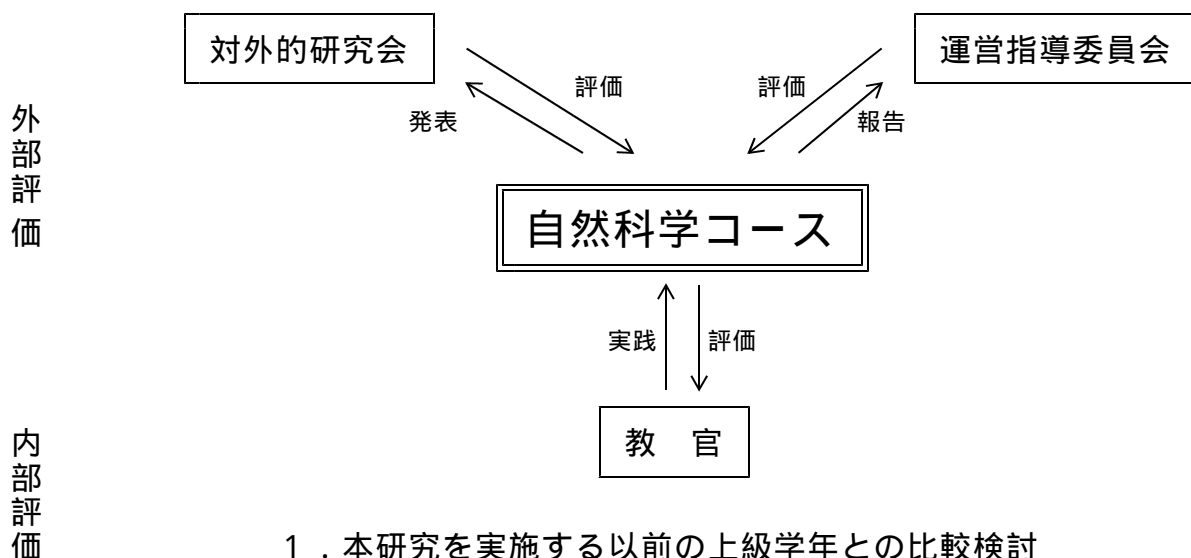 対外的研究会
運営指導委員会
評価
評価
発表
報告
外部評価
自然科学コース
実践
評価
教　官
内部評価
１．本研究を実施する以前の上級学年との比較検討